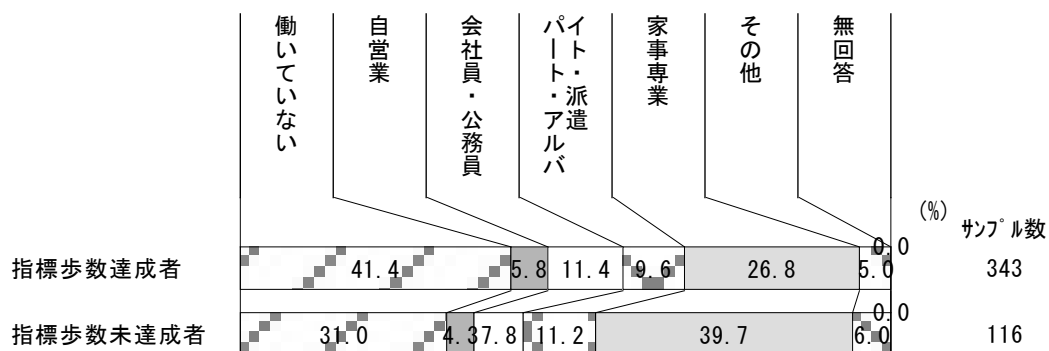 働いていない
自営業
会社員・公務員
パート・アルバ
イト・派遣
家事専業
その他
無回答
(%)
サンプル数
指標歩数達成者 41.4 5.8 11.4 9.6 26.8 5.0 0.0 343
指標歩数未達成者 31.0 4.3 7.8 11.2 39.7 6.0 0.0 116